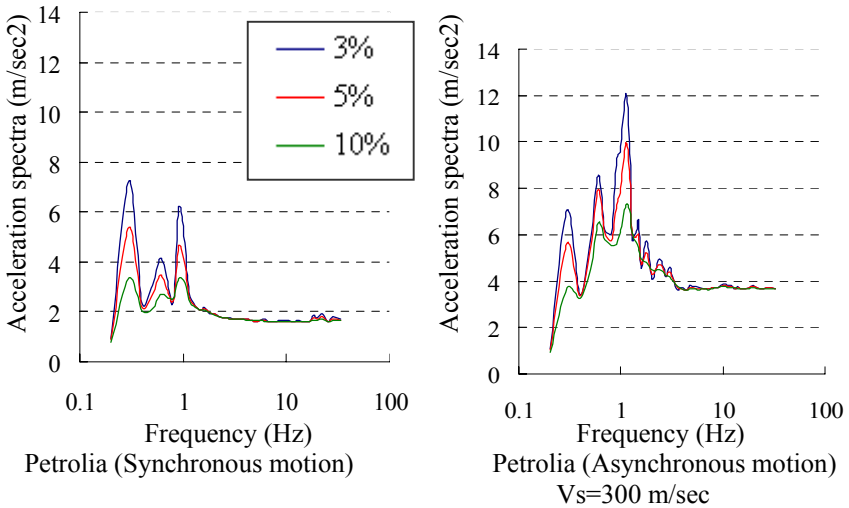 Acceleration spectra (m/sec2)
14
12
10
8
6
4
2
0
0.1 1 10 100
Frequency (Hz)
Petrolia (Synchronous motion)
3%
5%
10%
Acceleration spectra (m/sec2)
14
12
10
8
6
4
2
0
0.1 1 10 100
Frequency (Hz)
Petrolia (Asynchronous motion)
Vs=300 m/sec